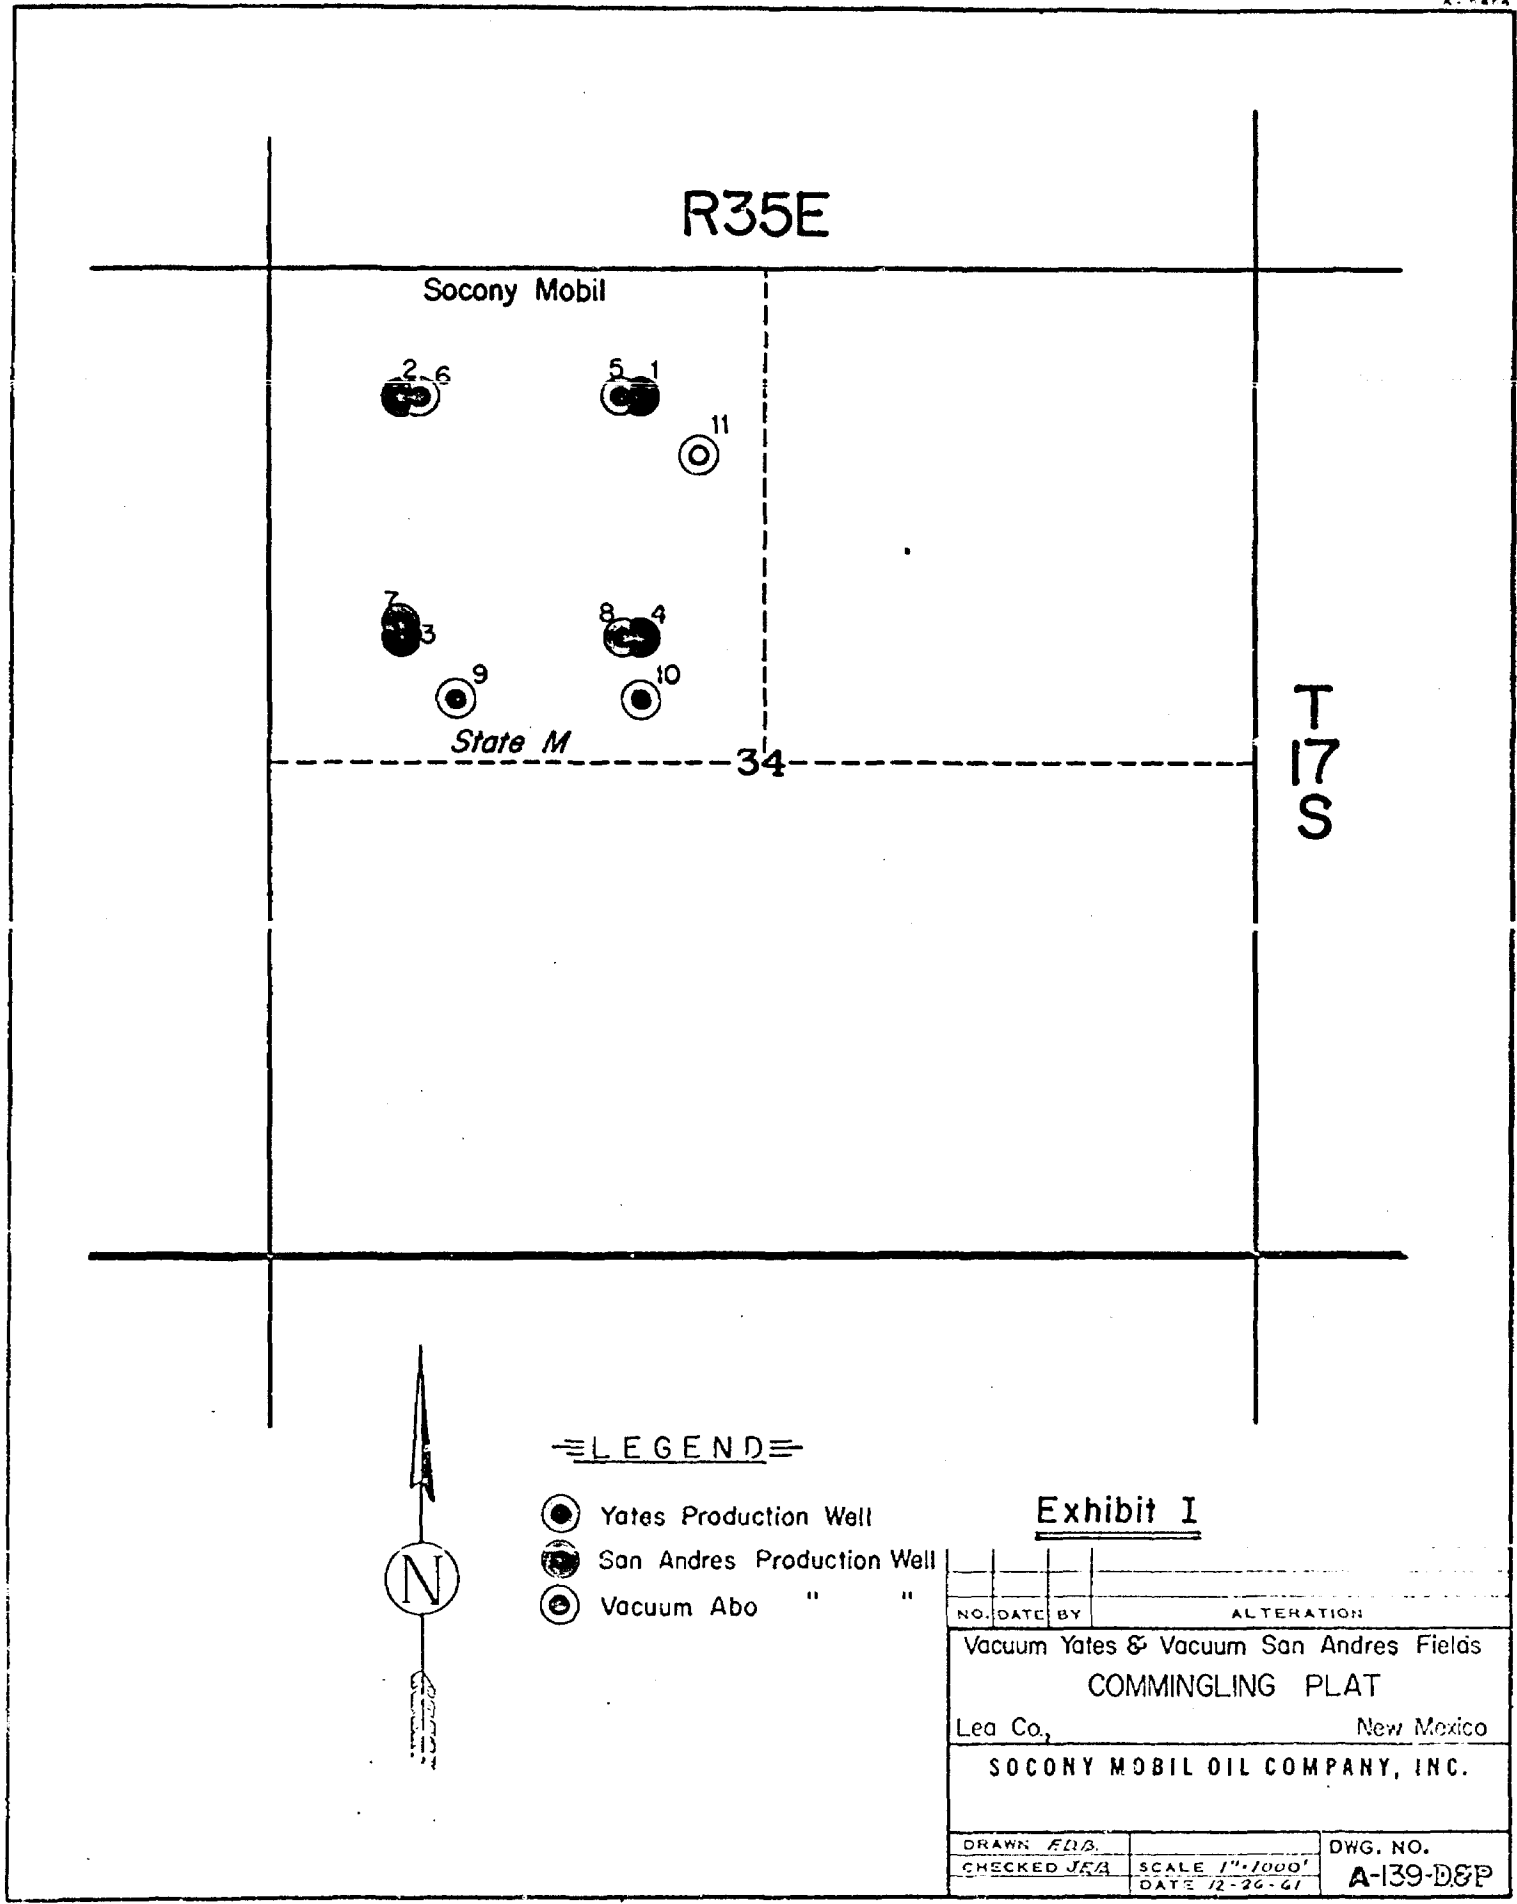 R35E
Socony Mobil
2 6 5 1
11
7 3 8 4
9 10
State M
34
T
17
S
LEGEND
Yates Production Well
San Andres Production Well
Vacuum Abo " "
N
Exhibit I
NO. DATE BY ALTERATION
Vacuum Yates & Vacuum San Andres Fields
COMMINGLING PLAT
Lea Co., New Mexico
SOCONY MOBIL OIL COMPANY, INC.
DRAWN
CHECKED JEB SCALE 1"=1000'
DATE 12-26-61
DWG. NO.
A-139-D&P